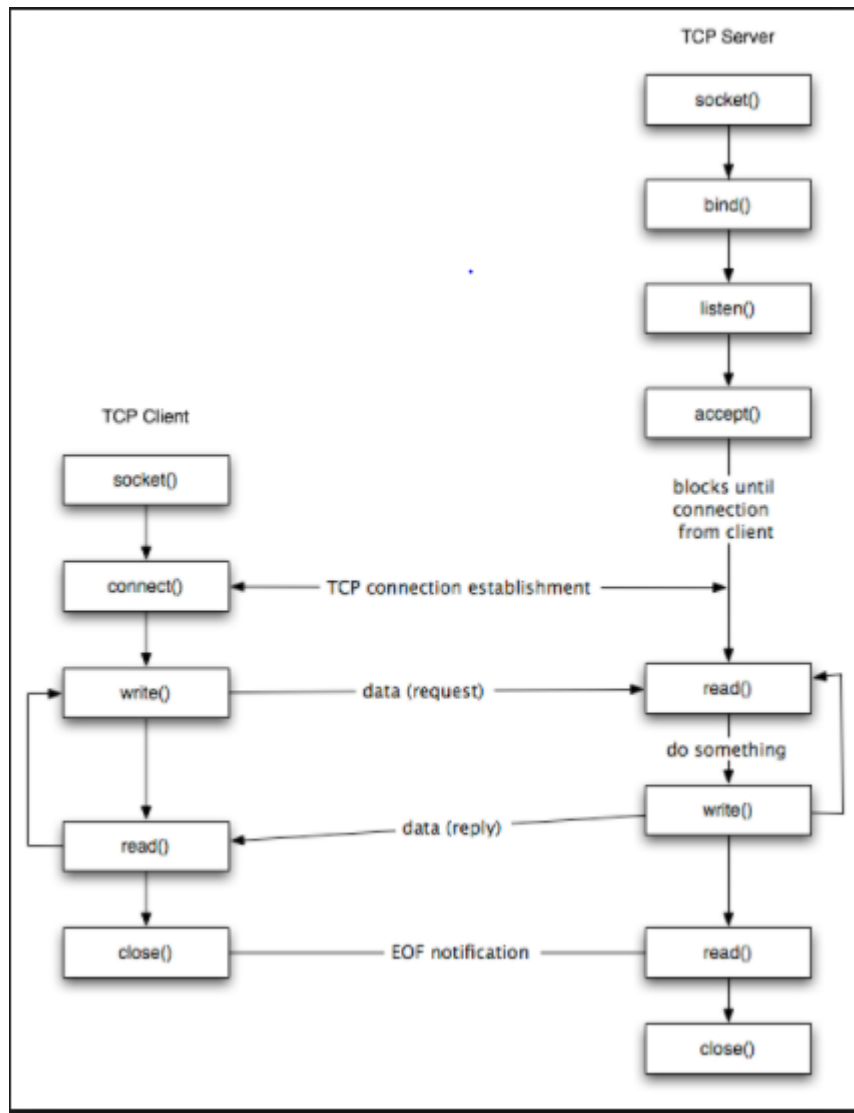 TCP Server
socket()
bind()
listen()
accept()
TCP Client
blocks until
connection
from client
socket()
connect()
TCP connection establishment
write()
data (request)
read()
do something
write()
data (reply)
read()
close()
EOF notification
read()
close()